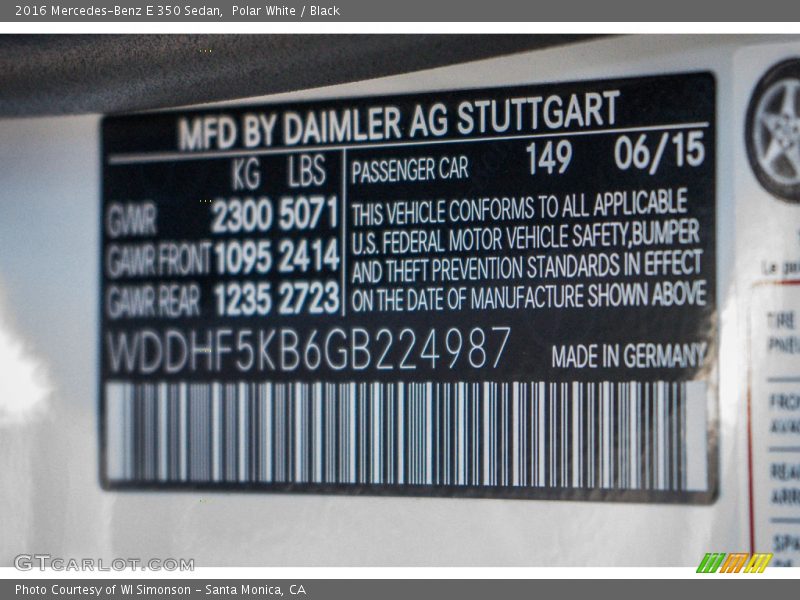 2016 Mercedes-Benz E 350 Sedan,  Polar White / Black
MFD BY DAIMLER AG STUTTGART
KG LBS
GVWR 2300 5071
GAWR FRONT 1095 2414
GAWR REAR 1235 2723
PASSENGER CAR 149 06/15
THIS VEHICLE CONFORMS TO ALL APPLICABLE
U.S. FEDERAL MOTOR VEHICLE SAFETY,BUMPER
AND THEFT PREVENTION STANDARDS IN EFFECT
ON THE DATE OF MANUFACTURE SHOWN ABOVE
WDDHF5KB6GB224987
MADE IN GERMANY
Le
TIRE
GTCARLOT.COM
Photo Courtesy of WI Simonson - Santa Monica, CA